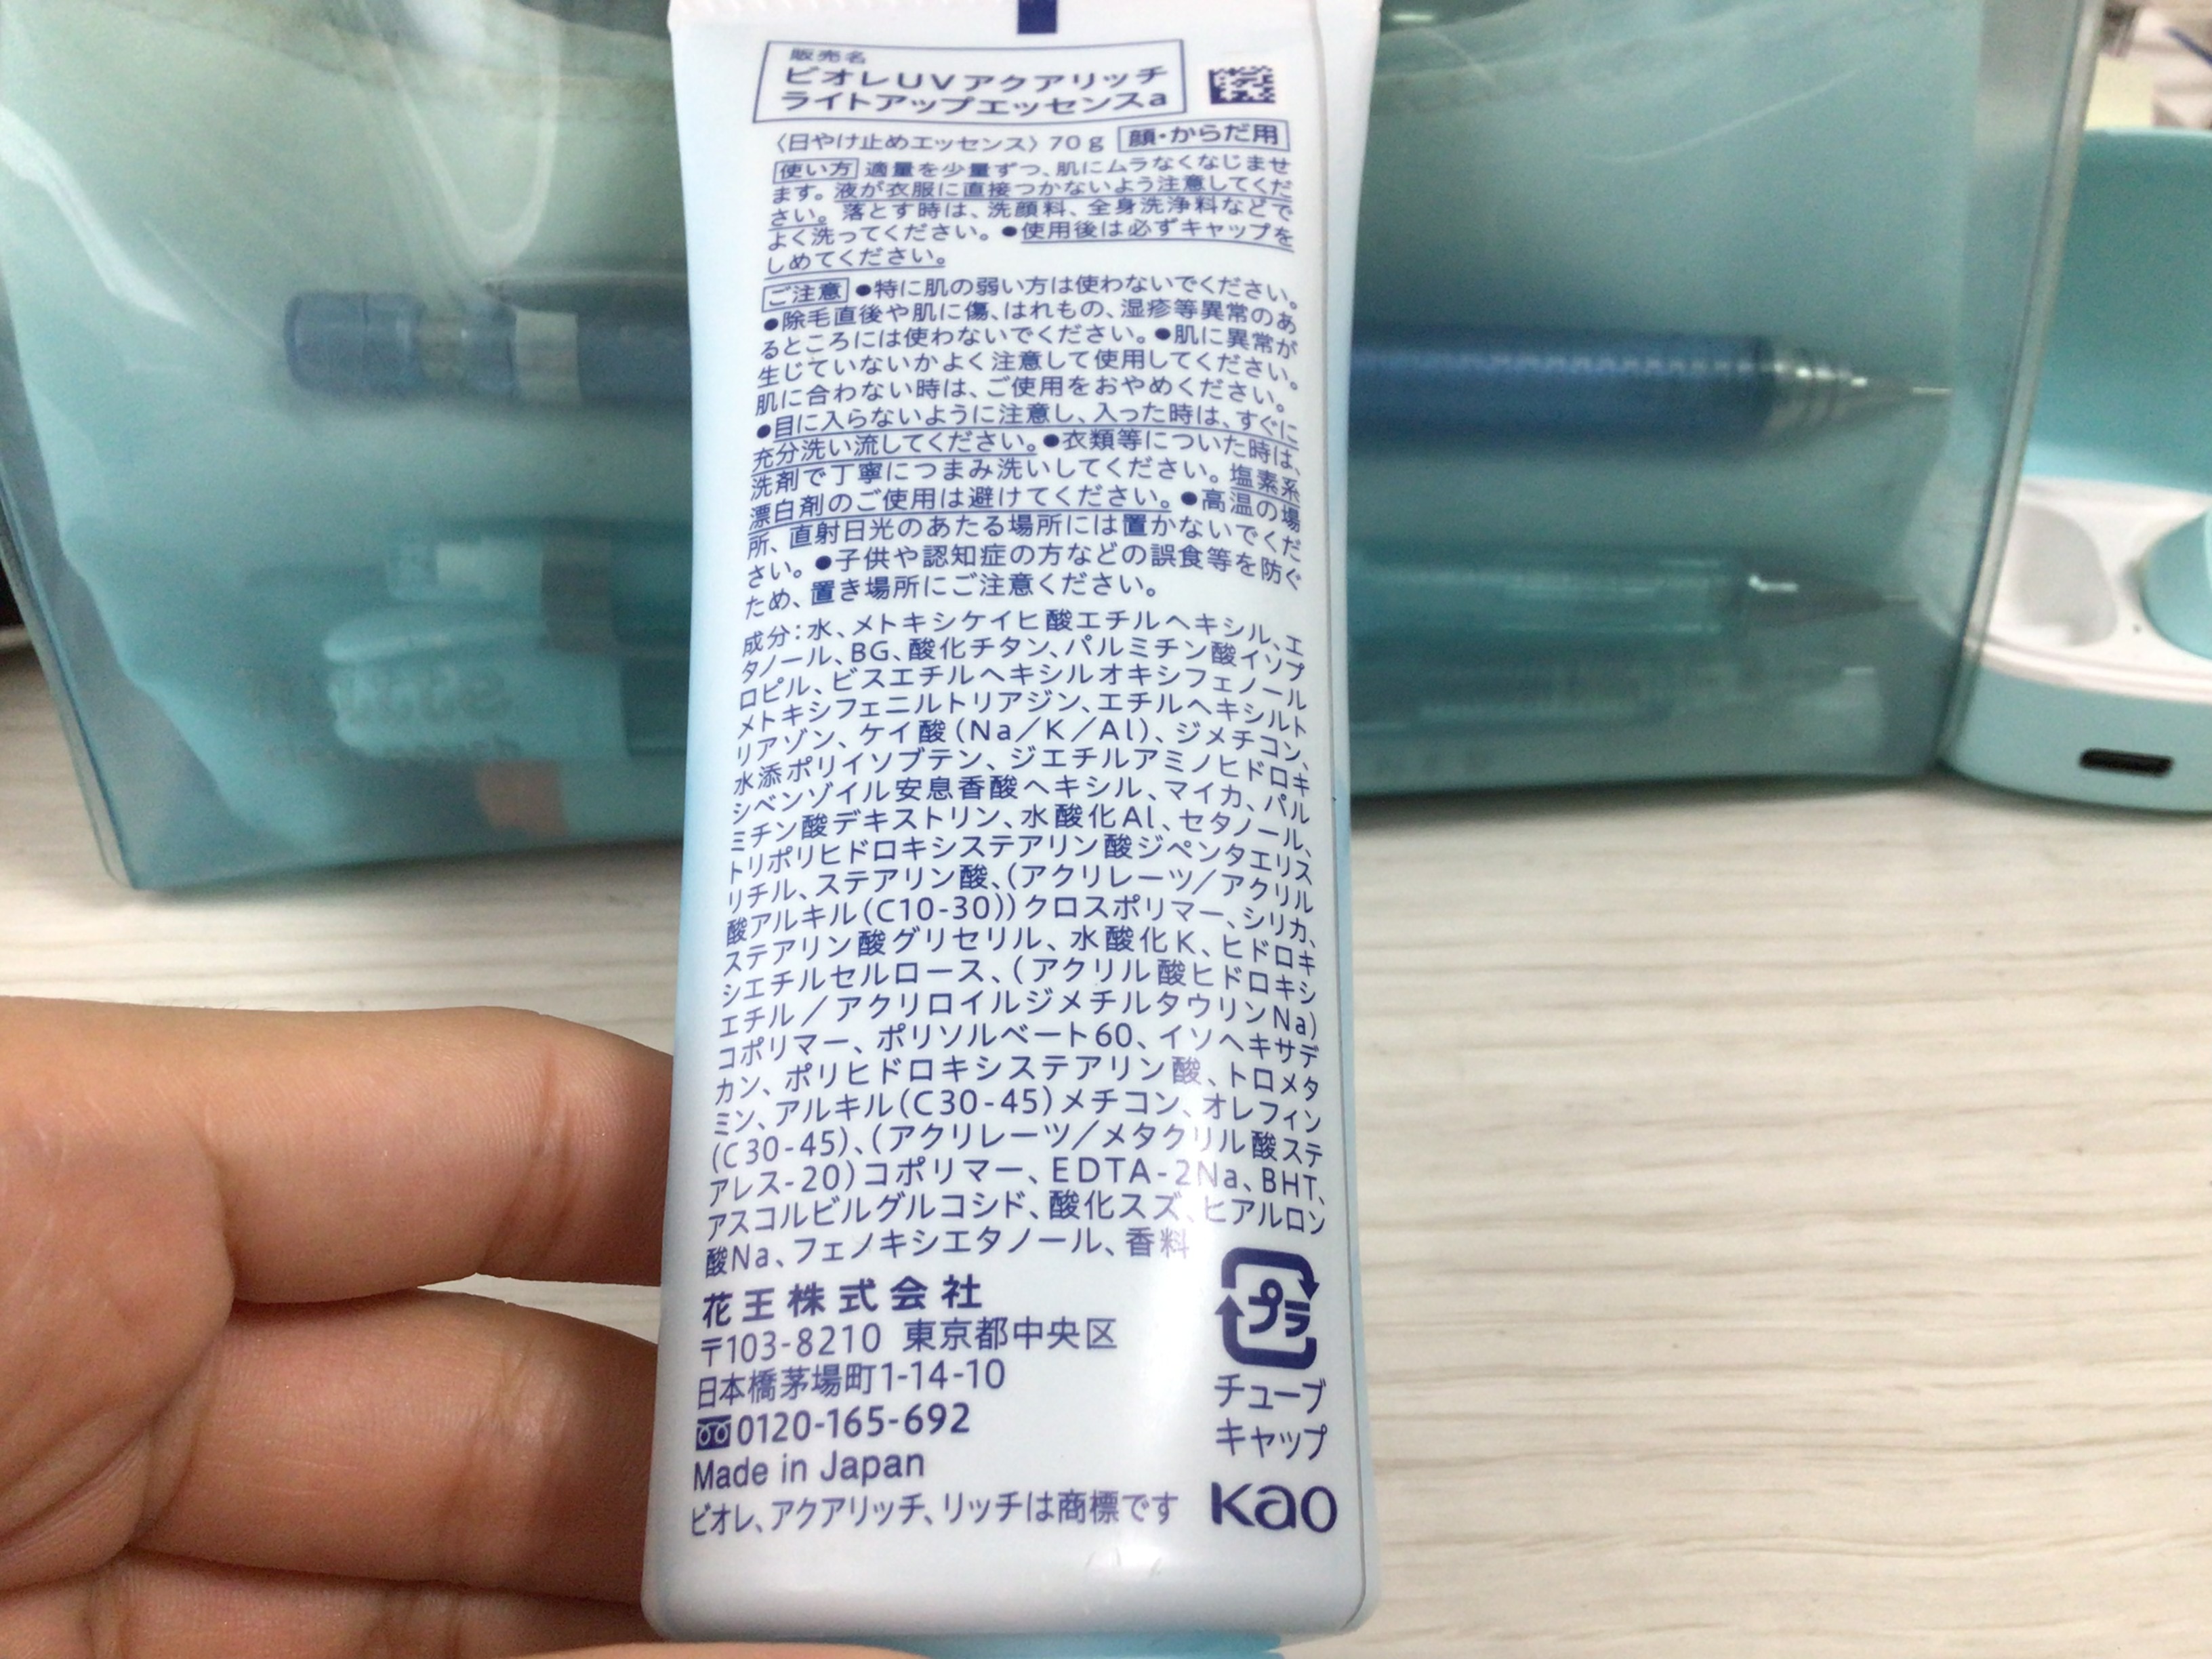 販売名
ビオレUVアクアリッチ
ライトアップエッセンスa
〈日やけ止めエッセンス〉70g 顔・からだ用
使い方 適量を少量ずつ、肌にムラなくなじませ
ます。液が衣服に直接つかないよう注意してくだ
さい。落とす時は、洗顔料、全身洗浄料などで
よく洗ってください。●使用後は必ずキャップを
しめてください。
ご注意 ●特に肌の弱い方は使わないでください。
●除毛直後や肌に傷、はれもの、湿疹等異常のあ
るところには使わないでください。●肌に異常が
生じていないかよく注意して使用してください。
肌に合わない時は、ご使用をおやめください。
●目に入らないように注意し、入った時は、すぐに
充分洗い流してください。●衣類等についた時は、
洗剤で丁寧につまみ洗いしてください。塩素系
漂白剤のご使用は避けてください。●高温の場
所、直射日光のあたる場所には置かないでくだ
さい。●子供や認知症の方などの誤食等を防ぐ
ため、置き場所にご注意ください。
成分：水、メトキシケイヒ酸エチルヘキシル、エ
タノール、BG、酸化チタン、パルミチン酸イソプ
ロピル、ビスエチルヘキシルオキシフェノール
メトキシフェニルトリアジン、エチルヘキシルト
リアゾン、ケイ酸(Na／K／Al)、ジメチコン、
水添ポリイソブテン、ジエチルアミノヒドロキ
シベンゾイル安息香酸ヘキシル、マイカ、パル
ミチン酸デキストリン、水酸化Al、セタノール、
トリポリヒドロキシステアリン酸ジペンタエリス
リチル、ステアリン酸、(アクリレーツ／アクリル
酸アルキル(C10-30))クロスポリマー、シリカ、
ステアリン酸グリセリル、水酸化K、ヒドロキ
シエチルセルロース、(アクリル酸ヒドロキシ
エチル／アクリロイルジメチルタウリンNa)
コポリマー、ポリソルベート60、イソヘキサデ
カン、ポリヒドロキシステアリン酸、トロメタ
ミン、アルキル(C30-45)メチコン、オレフィン
(C30-45)、(アクリレーツ／メタクリル酸ステ
アレス-20)コポリマー、EDTA-2Na、BHT、
アスコルビルグルコシド、酸化スズ、ヒアルロン
酸Na、フェノキシエタノール、香料
花王株式会社
〒103-8210 東京都中央区
日本橋茅場町1-14-10
0120-165-692
Made in Japan
ビオレ、アクアリッチ、リッチは商標です
プラ
チューブ
キャップ
Kao